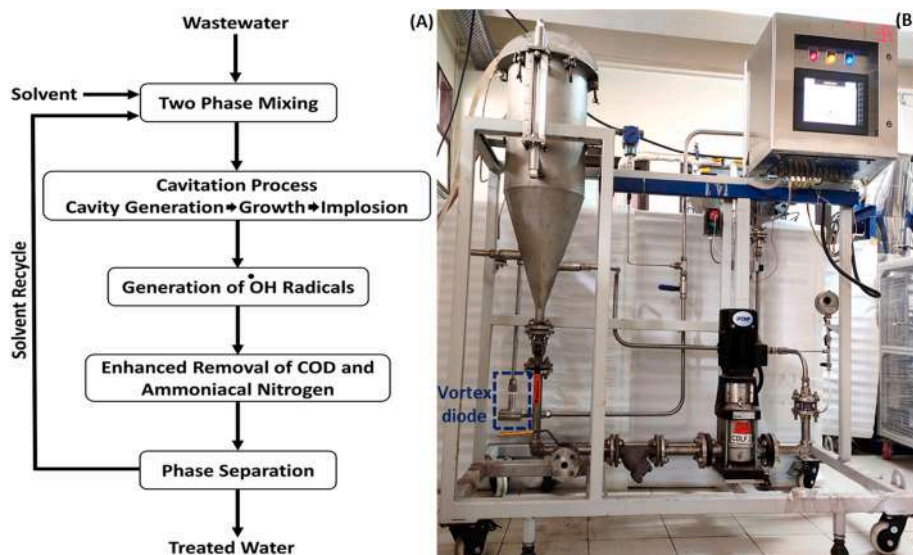 Wastewater
(A)
Solvent
Two Phase Mixing
Cavitation Process
Cavity Generation➔Growth➔Implosion
Generation of •OH Radicals
Solvent Recycle
Enhanced Removal of COD and
Ammoniacal Nitrogen
Phase Separation
Treated Water
(B)
Vortex
diode